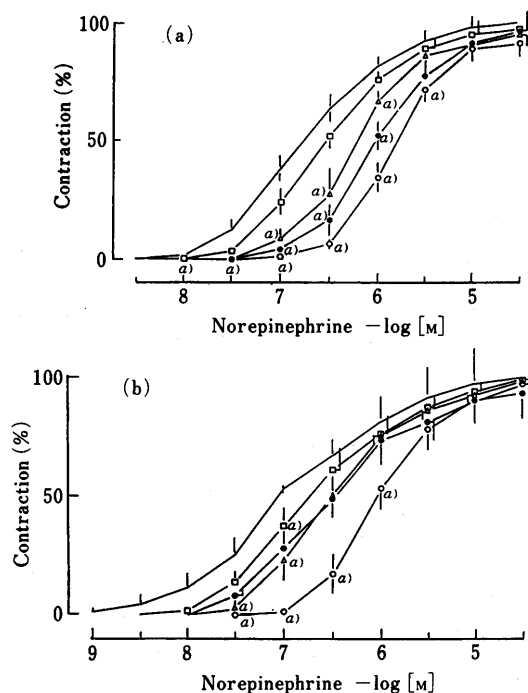 (a)
100
50
0
Contraction (%)
a) a) a) a) a) a) a) a) a) a) a) a)
8 7 6 5
Norepinephrine −log [M]
(b)
100
50
0
Contraction (%)
a) a) a) a) a) a) a)
9 8 7 6 5
Norepinephrine −log [M]